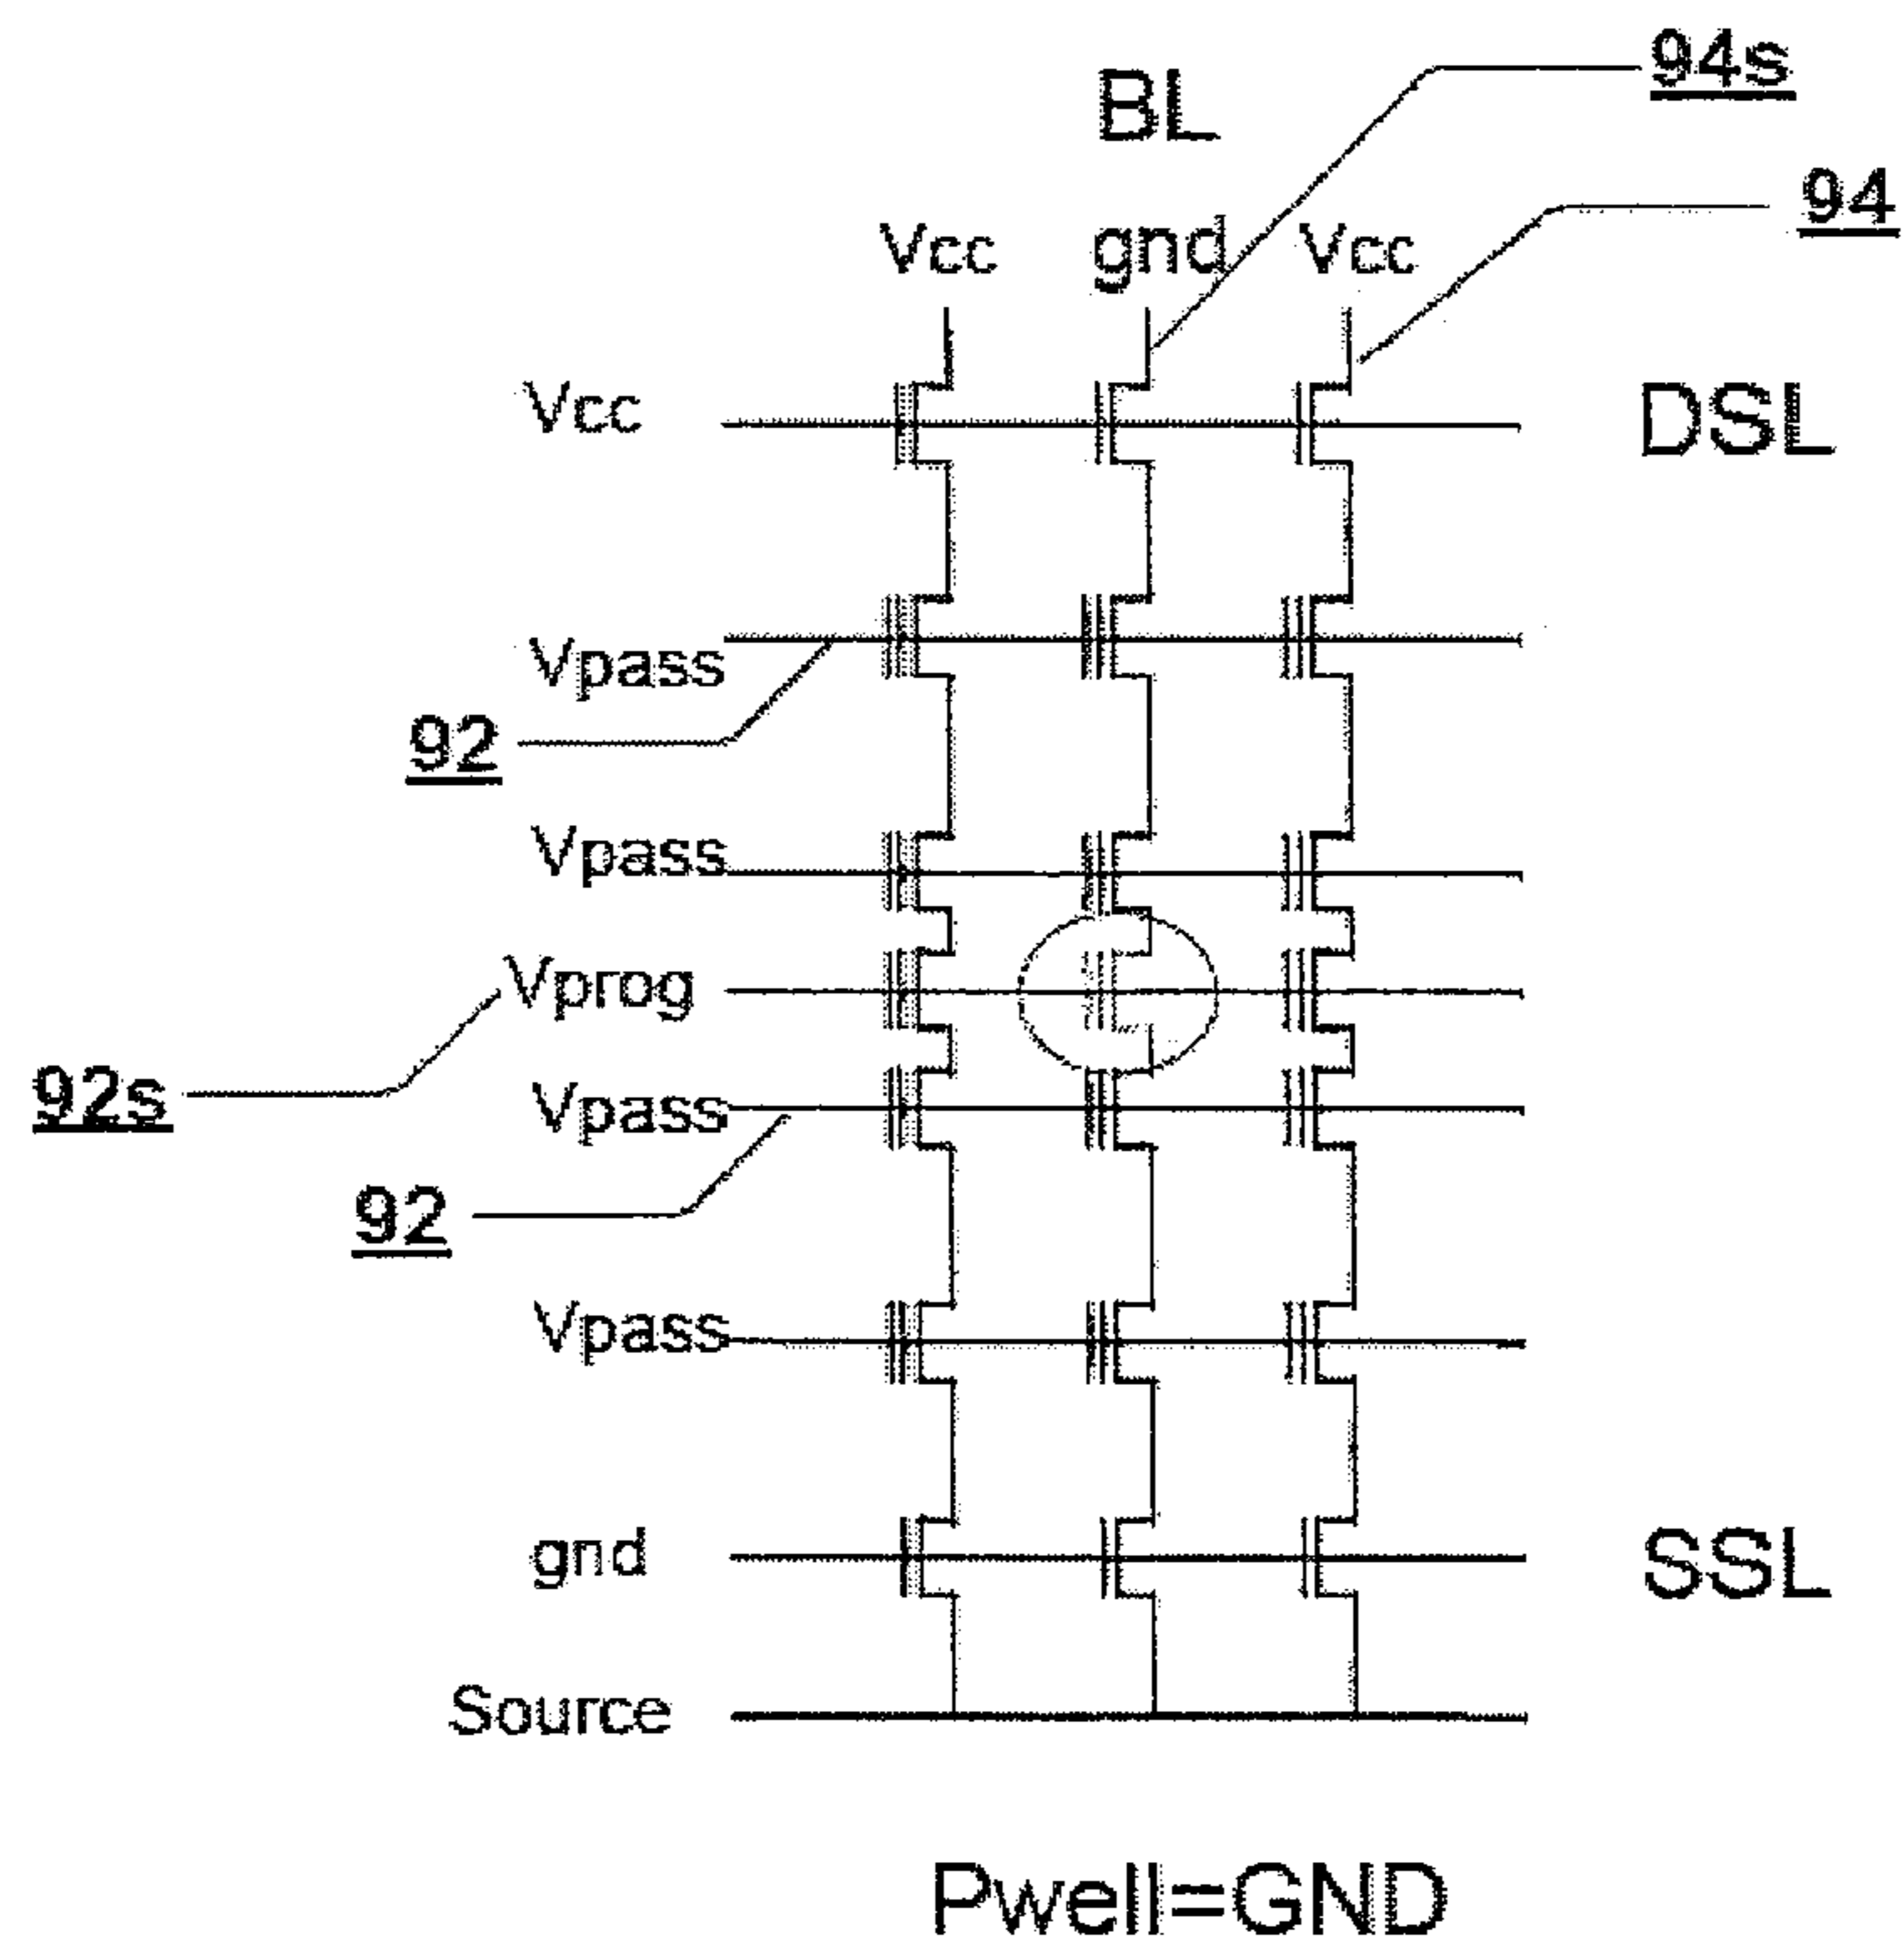 94s
BL
94
Vcc gnd Vcc
Vcc
DSL
Vpass
92
Vpass
Vprog
92s
Vpass
92
Vpass
gnd
SSL
Source
Pwell=GND